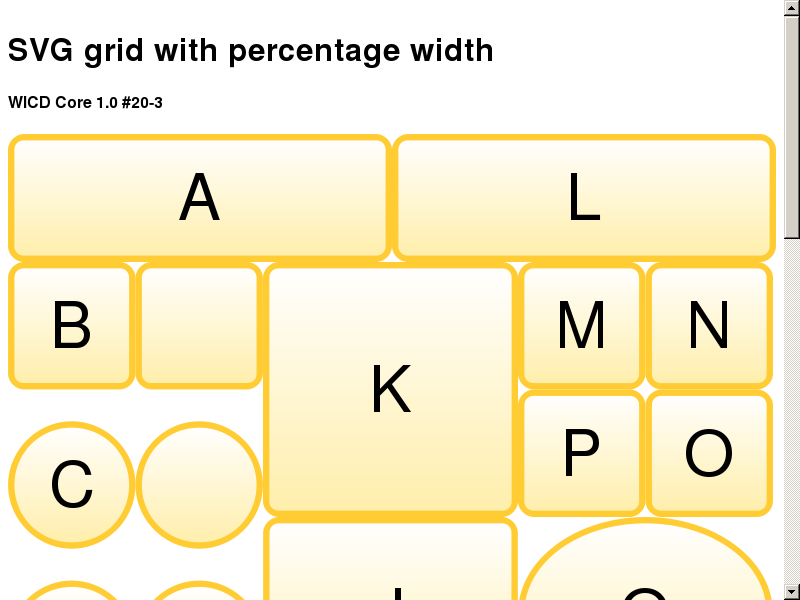 SVG grid with percentage width
WICD Core 1.0 #20-3
A L
B K M N
P O
C